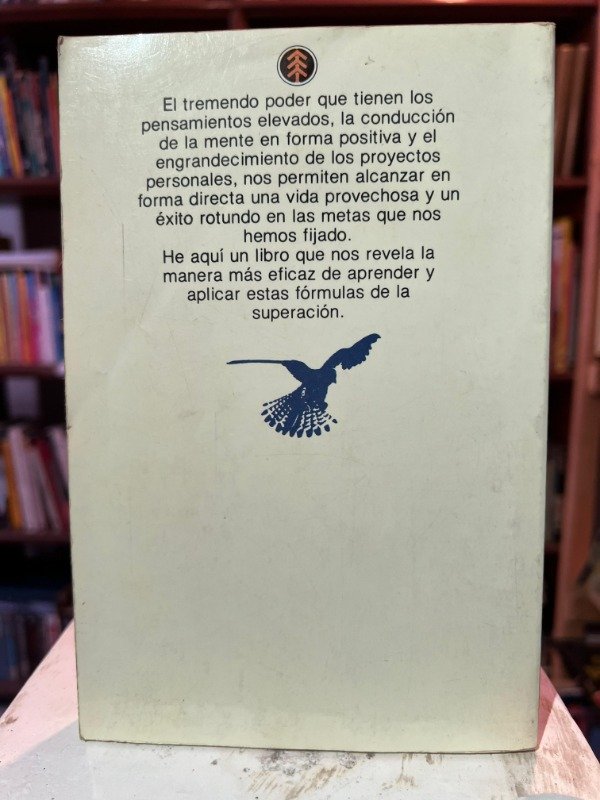 El tremendo poder que tienen los
pensamientos elevados, la conducción
de la mente en forma positiva y el
engrandecimiento de los proyectos
personales, nos permiten alcanzar en
forma directa una vida provechosa y un
éxito rotundo en las metas que nos
hemos fijado.
He aquí un libro que nos revela la
manera más eficaz de aprender y
aplicar estas fórmulas de la
superación.